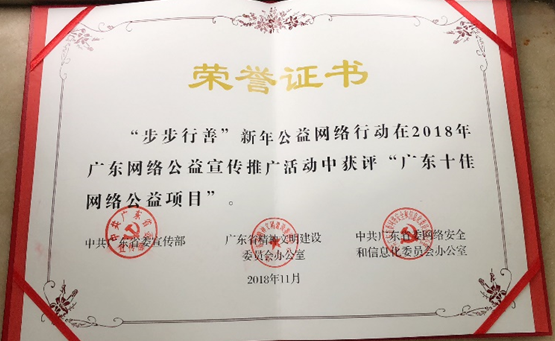 荣誉证书
“步步行善”新年公益网络行动在2018年
广东网络公益宣传推广活动中获评“广东十佳
网络公益项目”。
中共广东省委宣传部
广东省精神文明建设
委员会办公室
中共广东省委网络安全
和信息化委员会办公室
2018年11月